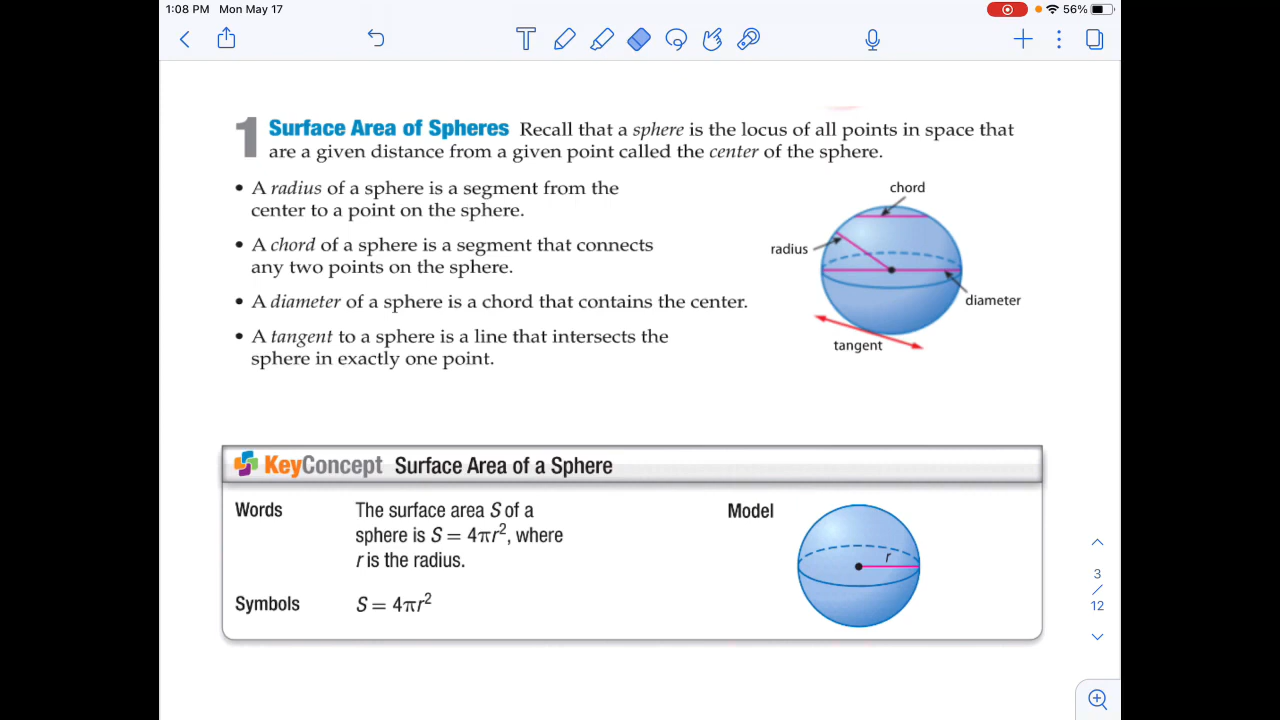 1:08 PM Mon May 17
56%
T
1 Surface Area of Spheres Recall that a sphere is the locus of all points in space that
are a given distance from a given point called the center of the sphere.
• A radius of a sphere is a segment from the
center to a point on the sphere.
• A chord of a sphere is a segment that connects
any two points on the sphere.
• A diameter of a sphere is a chord that contains the center.
• A tangent to a sphere is a line that intersects the
sphere in exactly one point.
chord
radius
diameter
tangent
KeyConcept Surface Area of a Sphere
Words The surface area S of a
sphere is S = 4πr², where
r is the radius.
Symbols S = 4πr²
Model
r
3
/
12